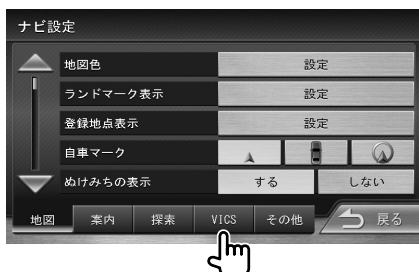 ナビ設定
地図色 設定
ランドマーク表示 設定
登録地点表示 設定
自車マーク
ぬけみちの表示 する しない
地図 案内 探索 VICS その他 戻る